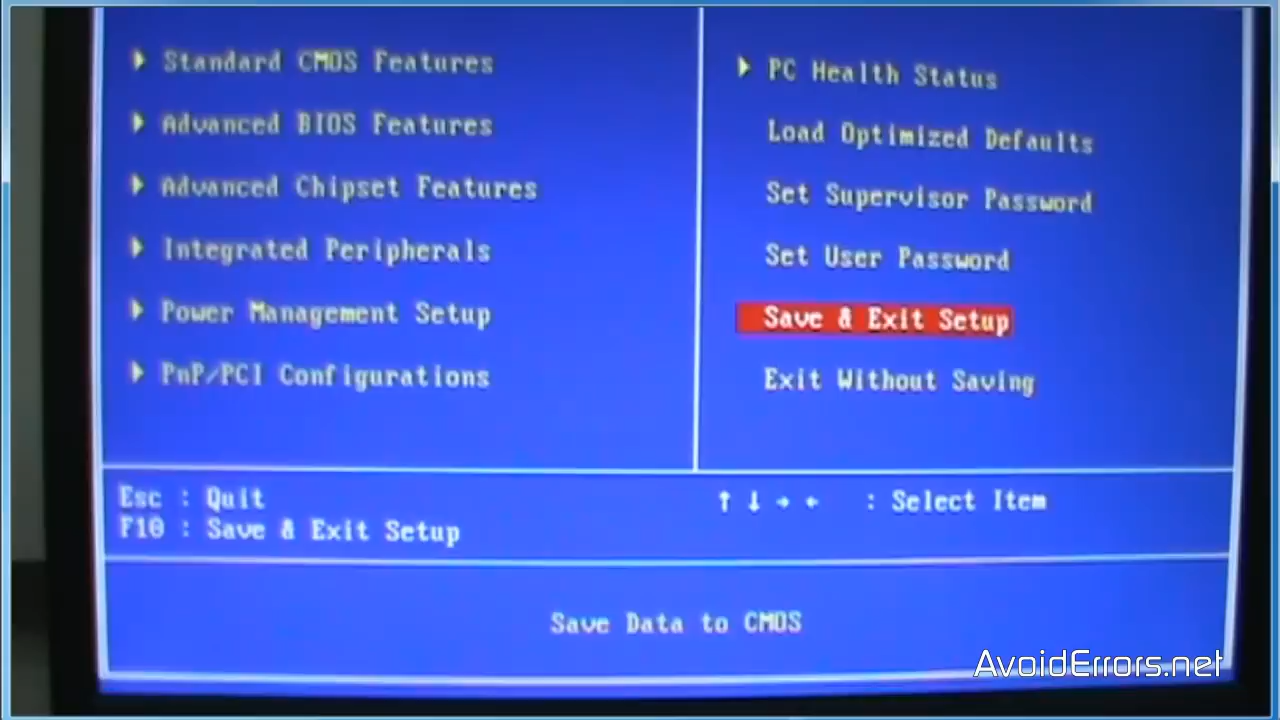 Standard CMOS Features
Advanced BIOS Features
Advanced Chipset Features
Integrated Peripherals
Power Management Setup
PnP/PCI Configurations
PC Health Status
Load Optimized Defaults
Set Supervisor Password
Set User Password
Save & Exit Setup
Exit Without Saving
Esc : Quit
F10 : Save & Exit Setup
↑ ↓ → ← : Select Item
Save Data to CMOS
AvoidErrors.net